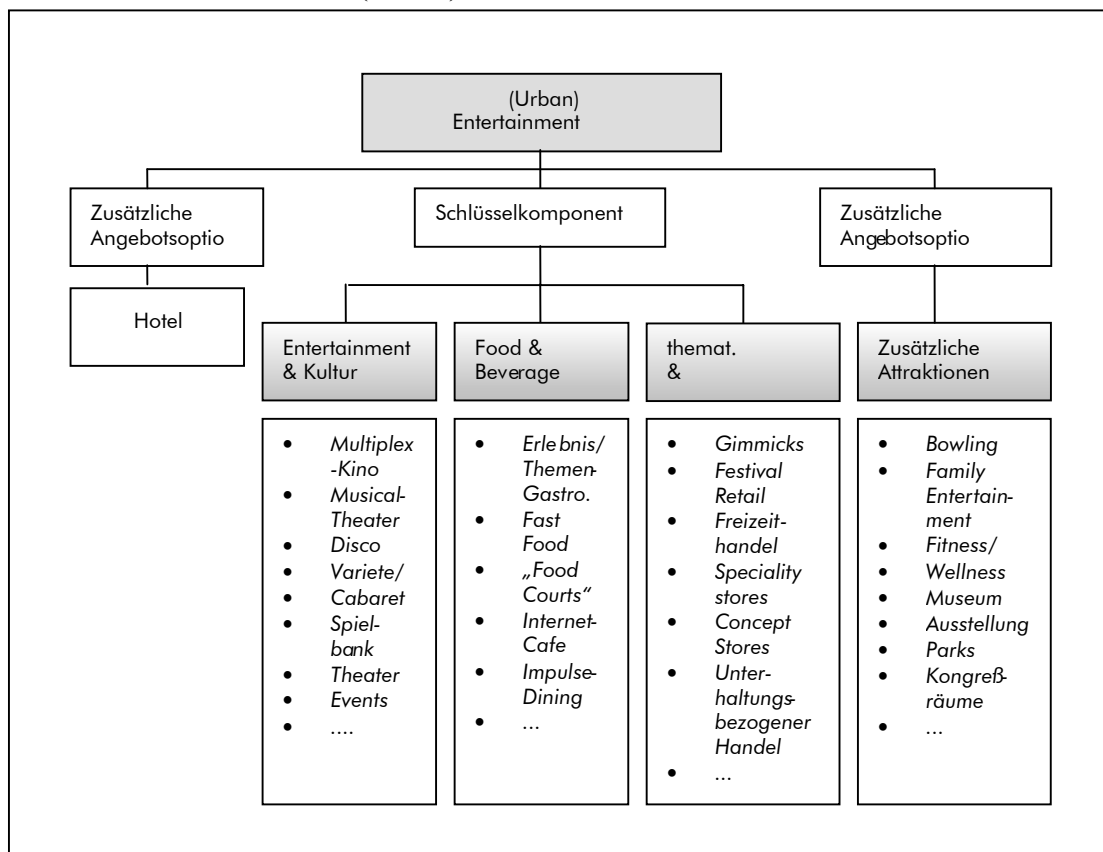 (Urban)
Entertainment
Zusätzliche
Angebotsoptio
Schlüsselkomponent
Zusätzliche
Angebotsoptio
Hotel
Entertainment
& Kultur
Food &
Beverage
themat.
&
Zusätzliche
Attraktionen
• Multiplex
-Kino
• Musical-
Theater
• Disco
• Variete/
• Cabaret
• Spiel-
bank
• Theater
• Events
• ....
• Erlebnis/
Themen-
Gastro.
• Fast
Food
• „Food
Courts“
• Internet-
Cafe
• Impulse-
Dining
• ...
• Gimmicks
• Festival
Retail
• Freizeit-
handel
• Speciality
stores
• Concept
Stores
• Unter-
haltungs-
bezogener
Handel
• ...
• Bowling
• Family
Entertain-
ment
• Fitness/
• Wellness
• Museum
• Ausstellung
• Parks
• Kongreß-
räume
• ...